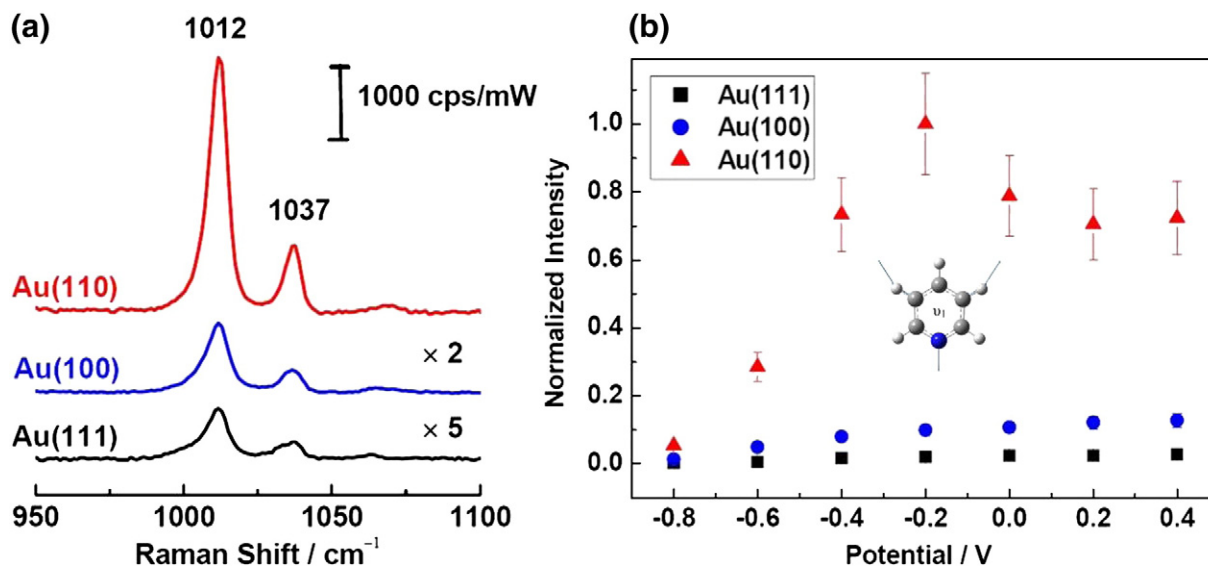 (a)
1012
1000 cps/mW
1037
Au(110)
Au(100)
× 2
Au(111)
× 5
950 1000 1050 1100
Raman Shift / cm⁻¹
(b)
Au(111)
Au(100)
Au(110)
Normalized Intensity
1.0
0.8
0.6
0.4
0.2
0.0
υ₁
-0.8 -0.6 -0.4 -0.2 0.0 0.2 0.4
Potential / V